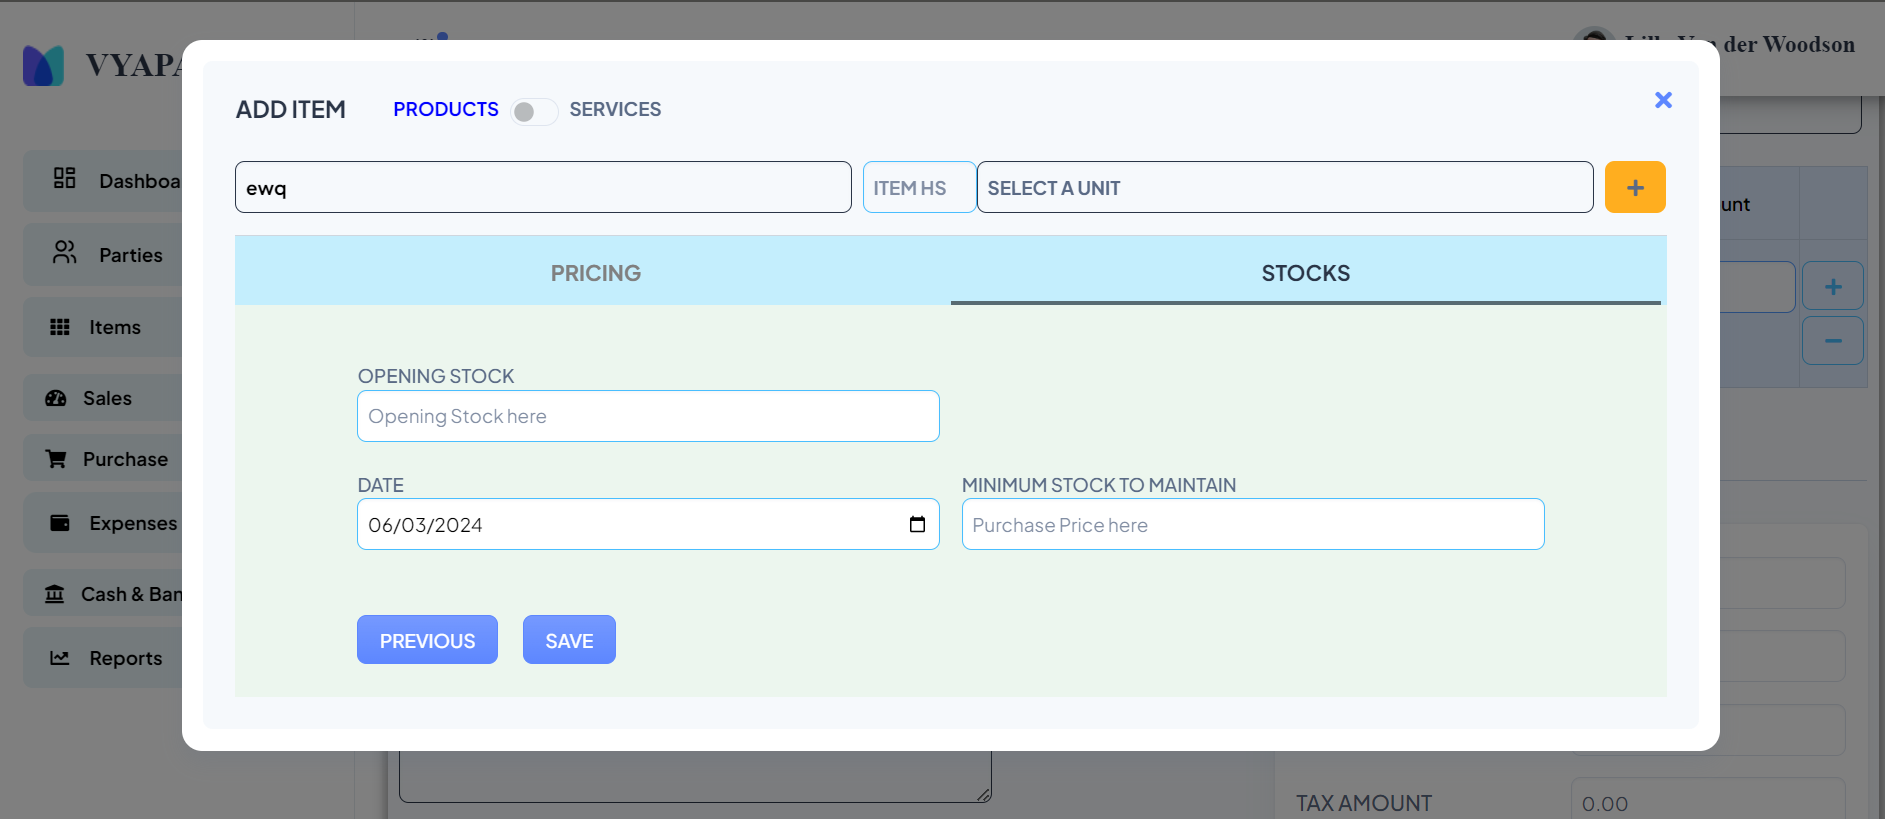 VYAPA
der Woodson
ADD ITEM
PRODUCTS
SERVICES
ewq
ITEM HS
SELECT A UNIT
+
Dashboa
Parties
Items
Sales
Purchase
Expenses
Cash & Ban
Reports
unt
PRICING
STOCKS
OPENING STOCK
Opening Stock here
DATE
MINIMUM STOCK TO MAINTAIN
06/03/2024
Purchase Price here
PREVIOUS
SAVE
TAX AMOUNT
0.00